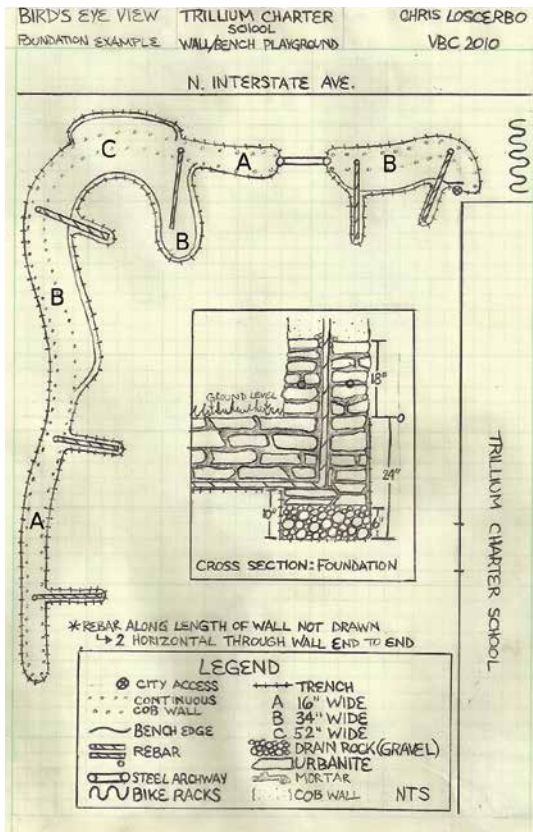 BIRD'S EYE VIEW
FOUNDATION EXAMPLE
TRILLIUM CHARTER
SCHOOL
WALL/BENCH PLAYGROUND
CHRIS LOSCERBO
VBC 2010
N. INTERSTATE AVE.
C
A
B
B
B
A
GROUND LEVEL
18"
0
24"
10"
6"
CROSS SECTION: FOUNDATION
TRILLIUM CHARTER SCHOOL
*REBAR ALONG LENGTH OF WALL NOT DRAWN
↳ 2 HORIZONTAL THROUGH WALL END TO END
LEGEND
CITY ACCESS
CONTINUOUS
COB WALL
BENCH EDGE
REBAR
STEEL ARCHWAY
BIKE RACKS
TRENCH
A 16" WIDE
B 34" WIDE
C 52" WIDE
DRAIN ROCK (GRAVEL)
URBANITE
MORTAR
COB WALL
NTS